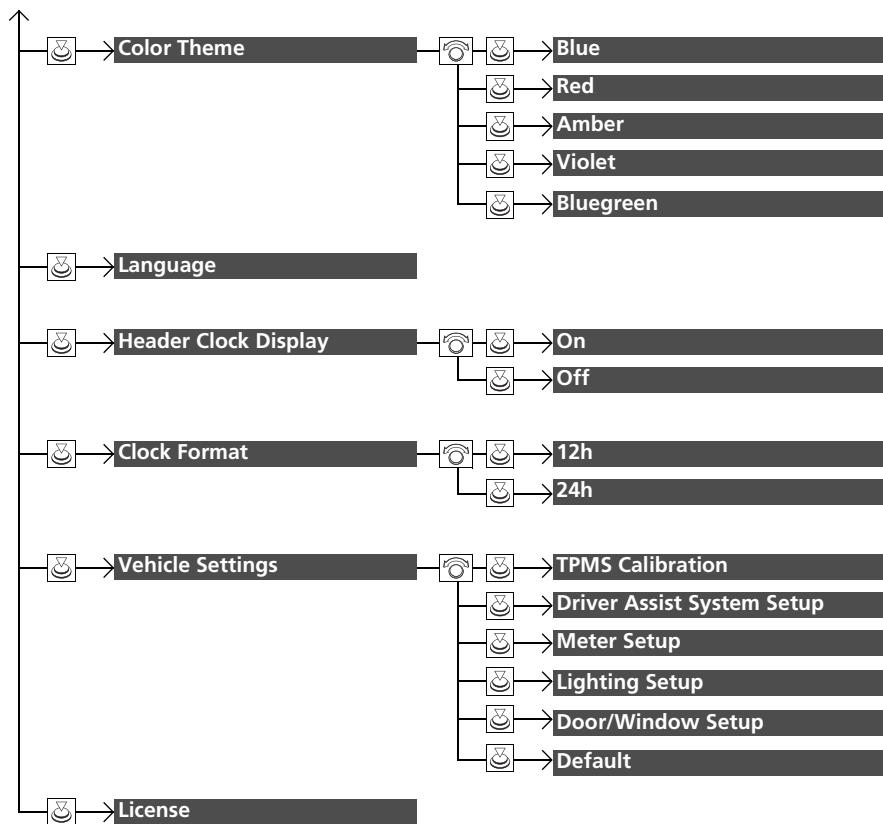 Color Theme
Blue
Red
Amber
Violet
Bluegreen
Language
Header Clock Display
On
Off
Clock Format
12h
24h
Vehicle Settings
TPMS Calibration
Driver Assist System Setup
Meter Setup
Lighting Setup
Door/Window Setup
Default
License